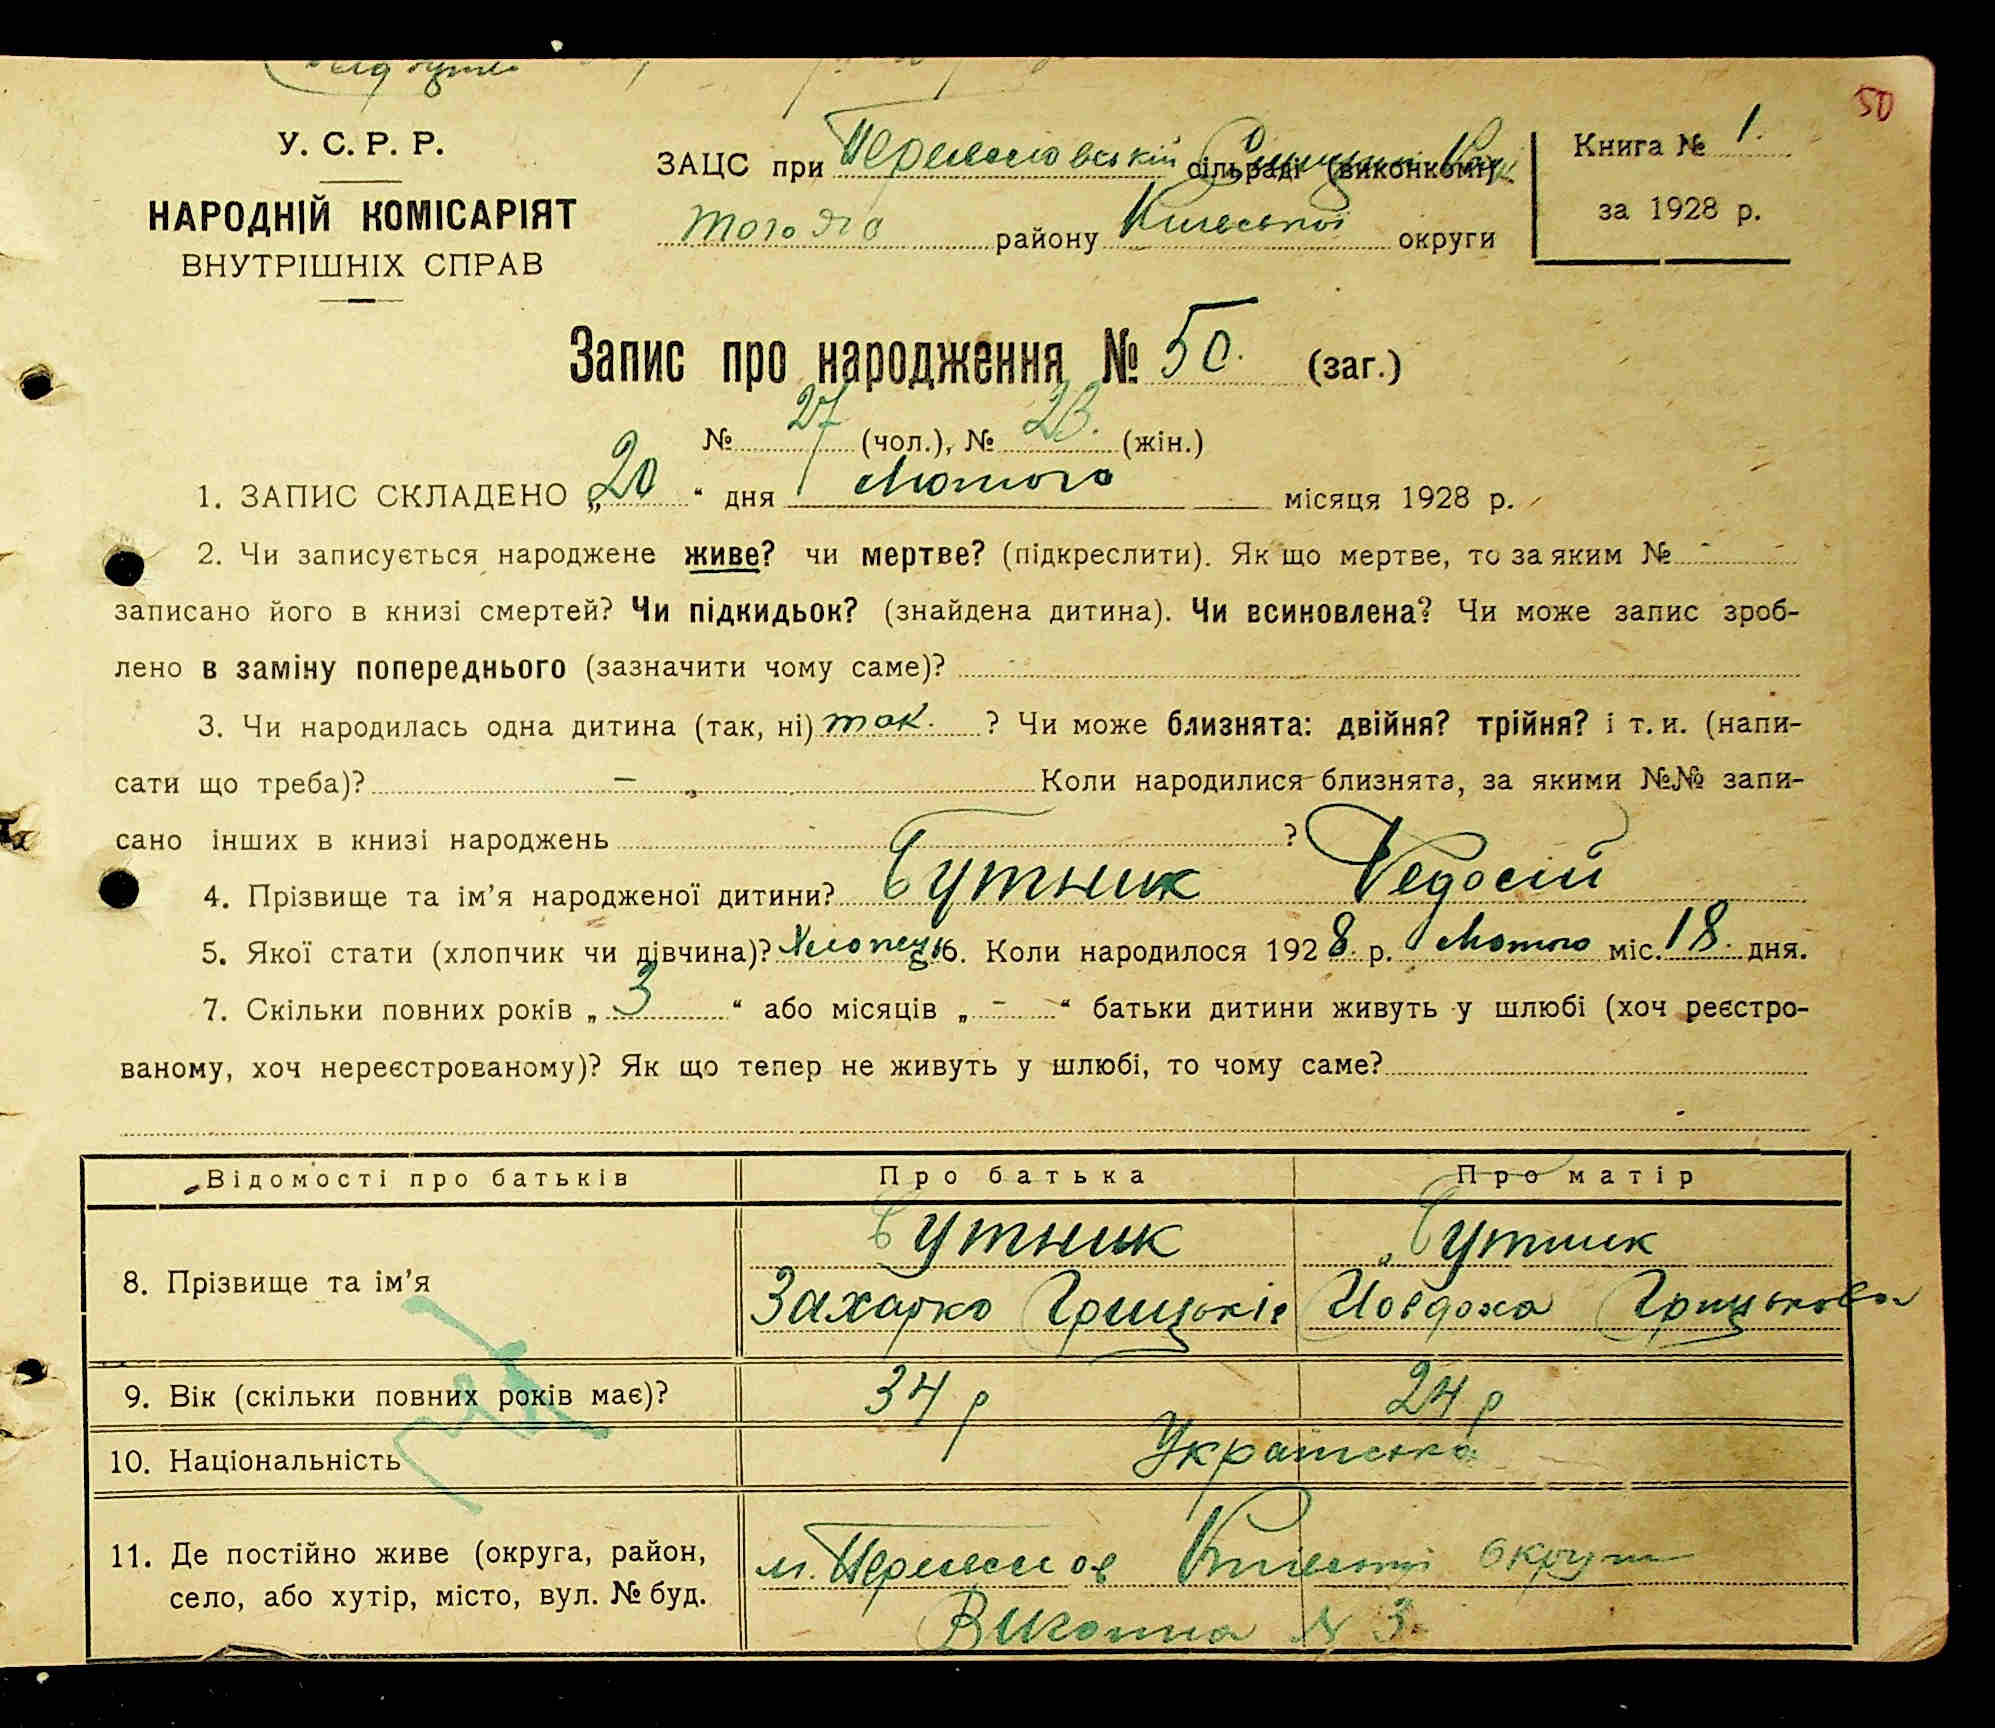 50
У. С. Р. Р.
НАРОДНІЙ КОМІСАРІЯТ
ВНУТРІШНІХ СПРАВ
ЗАЦС при Переяславській сільраді (виконкомі)
того ж району Київської округи
Книга № 1.
за 1928 р.
Запис про народження № 50. (заг.)
№ 27 (чол.), № 23. (жін.)
1. ЗАПИС СКЛАДЕНО „20“ дня Лютого місяця 1928 р.
2. Чи записується народжене живе? чи мертве? (підкреслити). Як що мертве, то за яким № -
записано його в книзі смертей? Чи підкидьок? (знайдена дитина). Чи всиновлена? Чи може запис зроб-
лено в заміну попереднього (зазначити чому саме)?
3. Чи народилась одна дитина (так, ні) так. ? Чи може близнята: двійня? трійня? і т. и. (напи-
сати що треба)? – Коли народилися близнята, за якими №№ запи-
сано інших в книзі народжень ?
4. Прізвище та ім’я народженої дитини? Бутник Федосій
5. Якої стати (хлопчик чи дівчина)? Хлопець 6. Коли народилося 1928. р. Лютого міс. 18. дня.
7. Скільки повних років „3“ або місяців „-“ батьки дитини живуть у шлюбі (хоч реєстро-
ваному, хоч нереєстрованому)? Як що тепер не живуть у шлюбі, то чому саме?
Відомості про батьків Про батька Про матір
8. Прізвище та ім’я
Бутник Бутник
Захарко Грицьків Йовдоха Грицькова
9. Вік (скільки повних років має)? 34 р 24 р
10. Національність Українська
11. Де постійно живе (округа, район,
село, або хутір, місто, вул. № буд.
м. Переяслов Київської округи
№ 3.